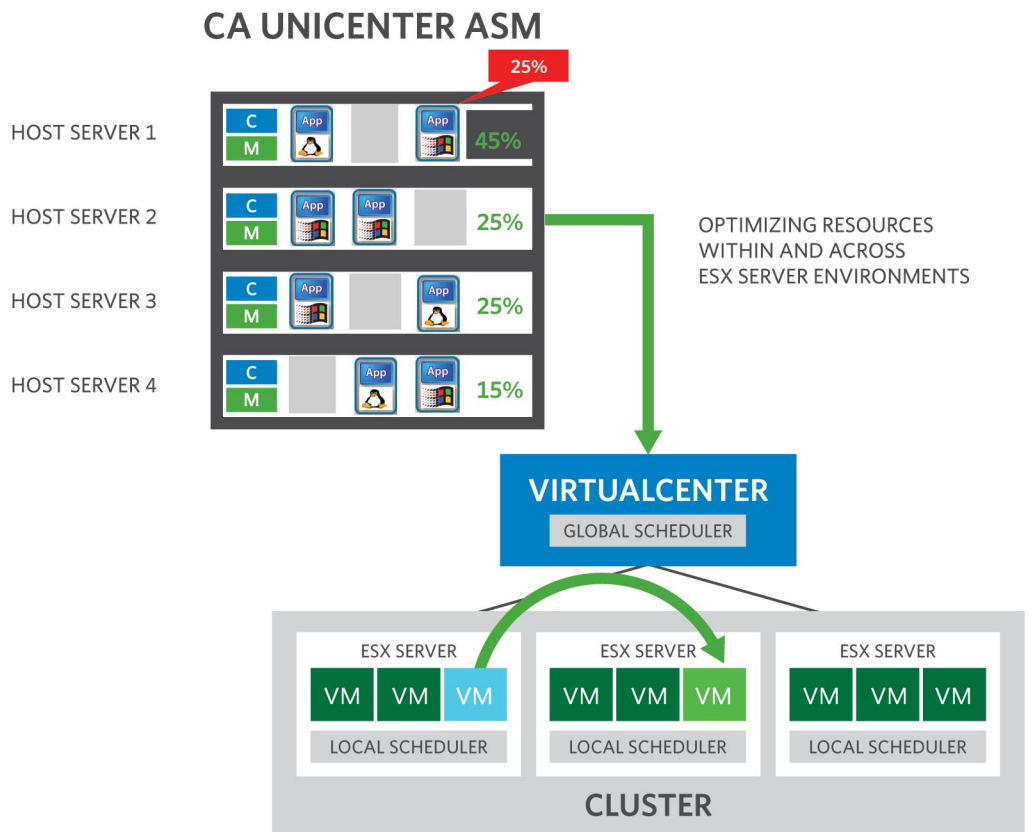 CA UNICENTER ASM
25%
HOST SERVER 1
C
M
App
App
45%
HOST SERVER 2
C
M
App
App
25%
HOST SERVER 3
C
M
App
App
25%
HOST SERVER 4
C
M
App
App
15%
OPTIMIZING RESOURCES
WITHIN AND ACROSS
ESX SERVER ENVIRONMENTS
VIRTUALCENTER
GLOBAL SCHEDULER
ESX SERVER
VM VM VM
LOCAL SCHEDULER
ESX SERVER
VM VM VM
LOCAL SCHEDULER
ESX SERVER
VM VM VM
LOCAL SCHEDULER
CLUSTER